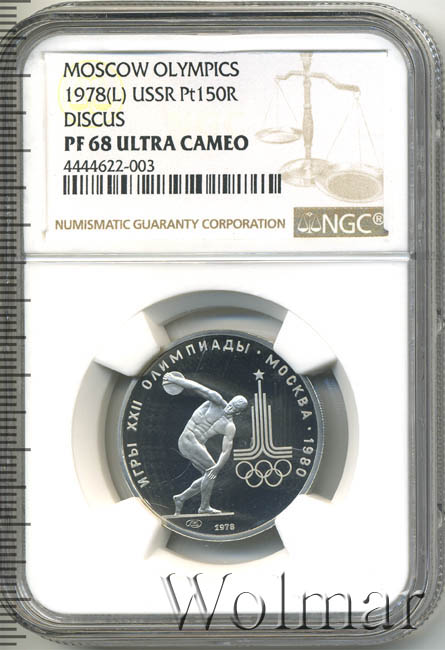 MOSCOW OLYMPICS
1978(L) USSR Pt150R
DISCUS
PF 68 ULTRA CAMEO
4444622-003
NUMISMATIC GUARANTY CORPORATION
NGC®
ИГРЫ XXII ОЛИМПИАДЫ · МОСКВА · 1980
1978
Wolmar